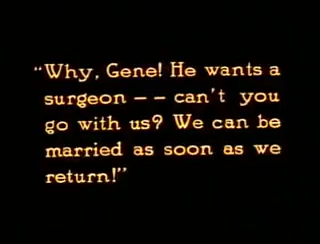 "Why, Gene! He wants a
surgeon -- can't you
go with us? We can be
married as soon as we
return!"